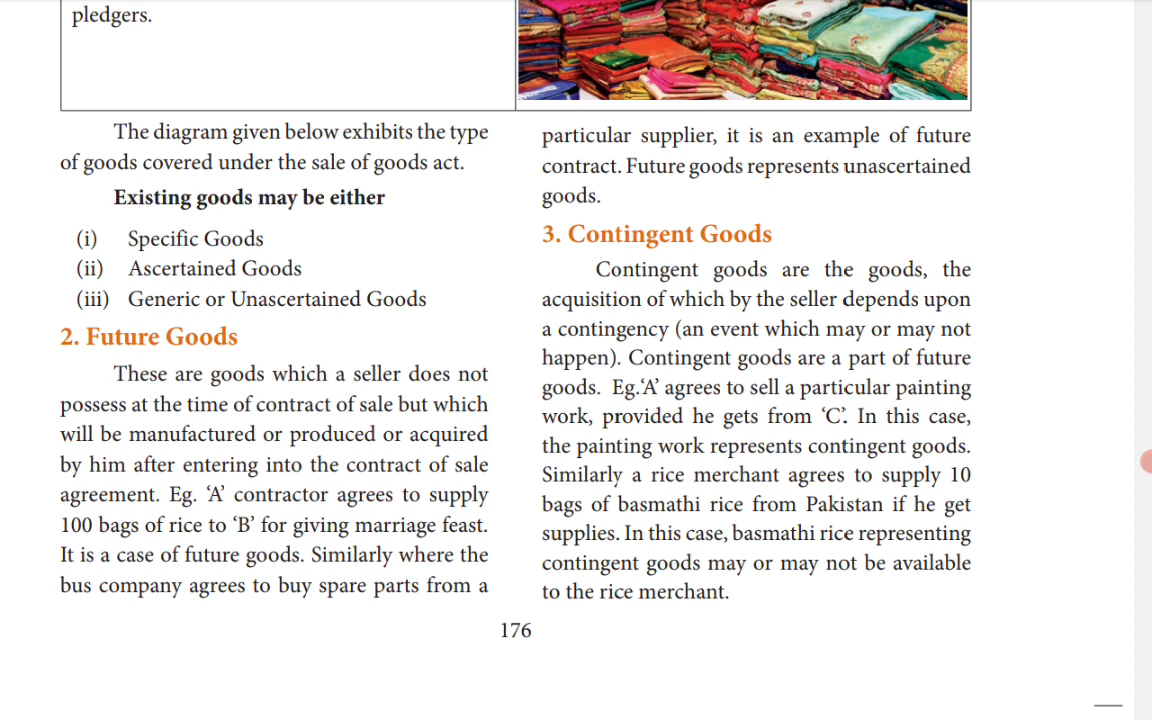 pledgers.
The diagram given below exhibits the type
of goods covered under the sale of goods act.
Existing goods may be either
(i) Specific Goods
(ii) Ascertained Goods
(iii) Generic or Unascertained Goods
2. Future Goods
These are goods which a seller does not
possess at the time of contract of sale but which
will be manufactured or produced or acquired
by him after entering into the contract of sale
agreement. Eg. ‘A’ contractor agrees to supply
100 bags of rice to ‘B’ for giving marriage feast.
It is a case of future goods. Similarly where the
bus company agrees to buy spare parts from a
particular supplier, it is an example of future
contract. Future goods represents unascertained
goods.
3. Contingent Goods
Contingent goods are the goods, the
acquisition of which by the seller depends upon
a contingency (an event which may or may not
happen). Contingent goods are a part of future
goods. Eg.‘A’ agrees to sell a particular painting
work, provided he gets from ‘C’. In this case,
the painting work represents contingent goods.
Similarly a rice merchant agrees to supply 10
bags of basmathi rice from Pakistan if he get
supplies. In this case, basmathi rice representing
contingent goods may or may not be available
to the rice merchant.
176